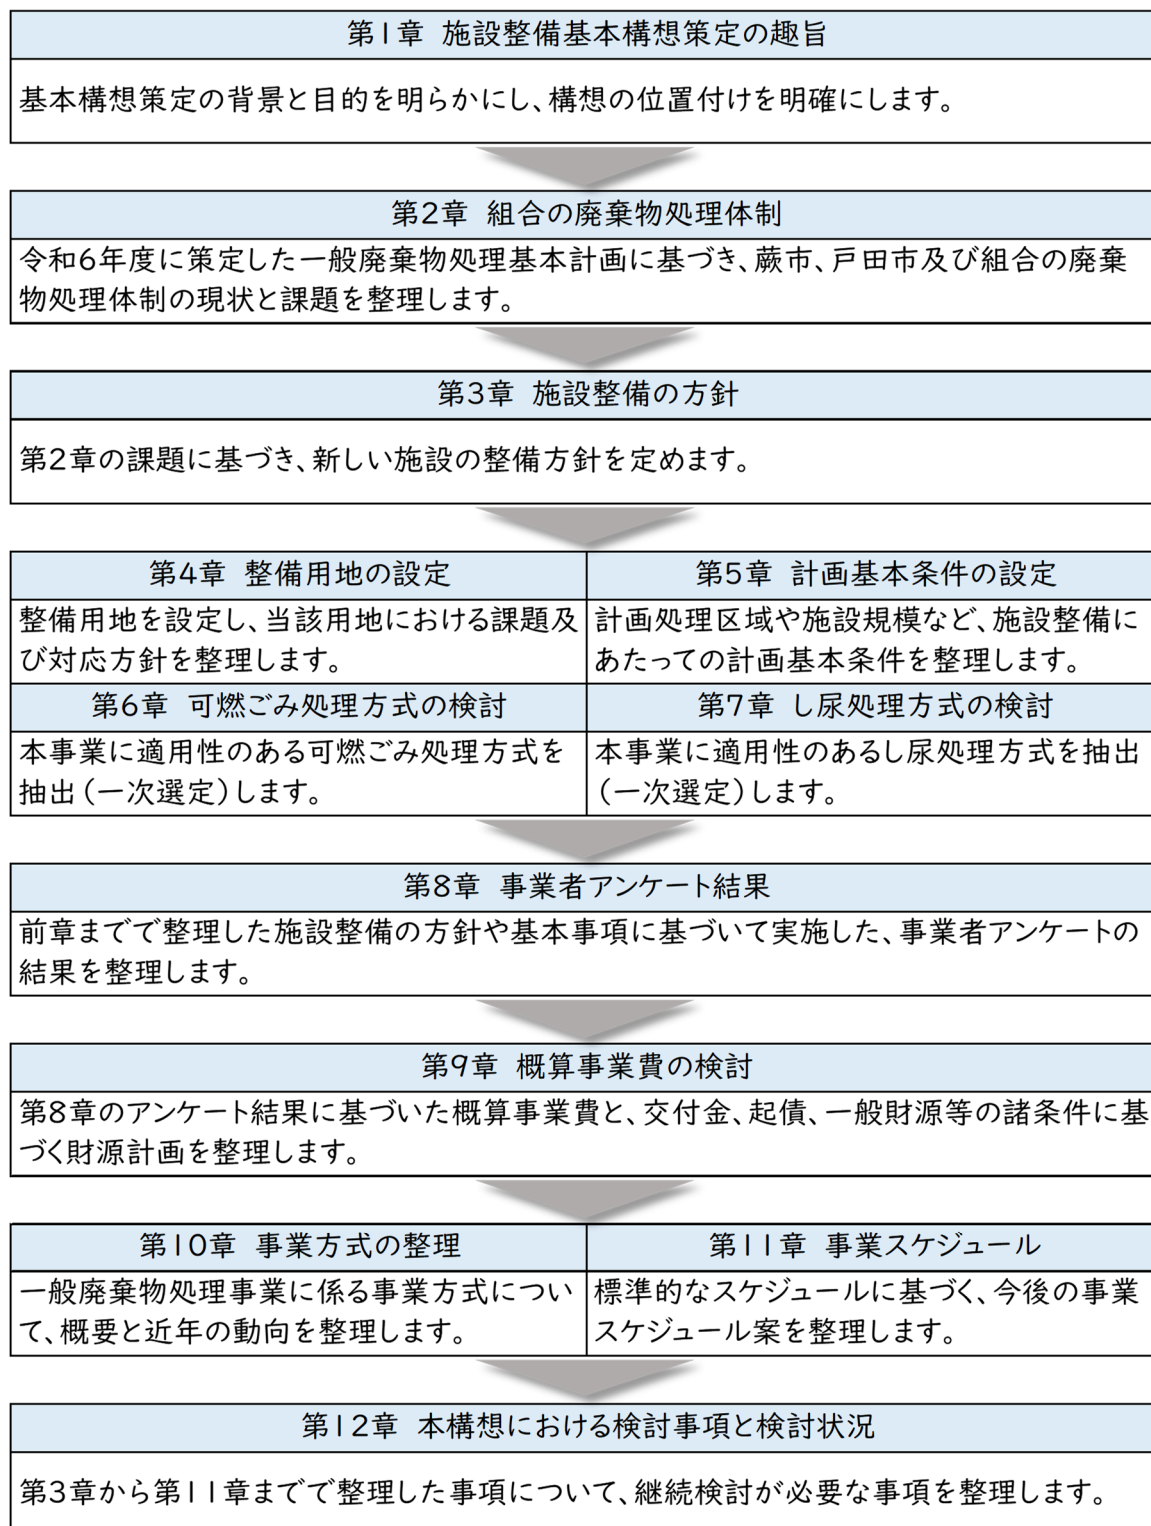 第1章 施設整備基本構想策定の趣旨
基本構想策定の背景と目的を明らかにし、構想の位置付けを明確にします。
第2章 組合の廃棄物処理体制
令和6年度に策定した一般廃棄物処理基本計画に基づき、蕨市、戸田市及び組合の廃棄
物処理体制の現状と課題を整理します。
第3章 施設整備の方針
第2章の課題に基づき、新しい施設の整備方針を定めます。
第4章 整備用地の設定
整備用地を設定し、当該用地における課題及
び対応方針を整理します。
第5章 計画基本条件の設定
計画処理区域や施設規模など、施設整備に
あたっての計画基本条件を整理します。
第6章 可燃ごみ処理方式の検討
本事業に適用性のある可燃ごみ処理方式を
抽出（一次選定）します。
第7章 し尿処理方式の検討
本事業に適用性のあるし尿処理方式を抽出
（一次選定）します。
第8章 事業者アンケート結果
前章までで整理した施設整備の方針や基本事項に基づいて実施した、事業者アンケートの
結果を整理します。
第9章 概算事業費の検討
第8章のアンケート結果に基づいた概算事業費と、交付金、起債、一般財源等の諸条件に基
づく財源計画を整理します。
第10章 事業方式の整理
一般廃棄物処理事業に係る事業方式につい
て、概要と近年の動向を整理します。
第11章 事業スケジュール
標準的なスケジュールに基づく、今後の事業
スケジュール案を整理します。
第12章 本構想における検討事項と検討状況
第3章から第11章までで整理した事項について、継続検討が必要な事項を整理します。